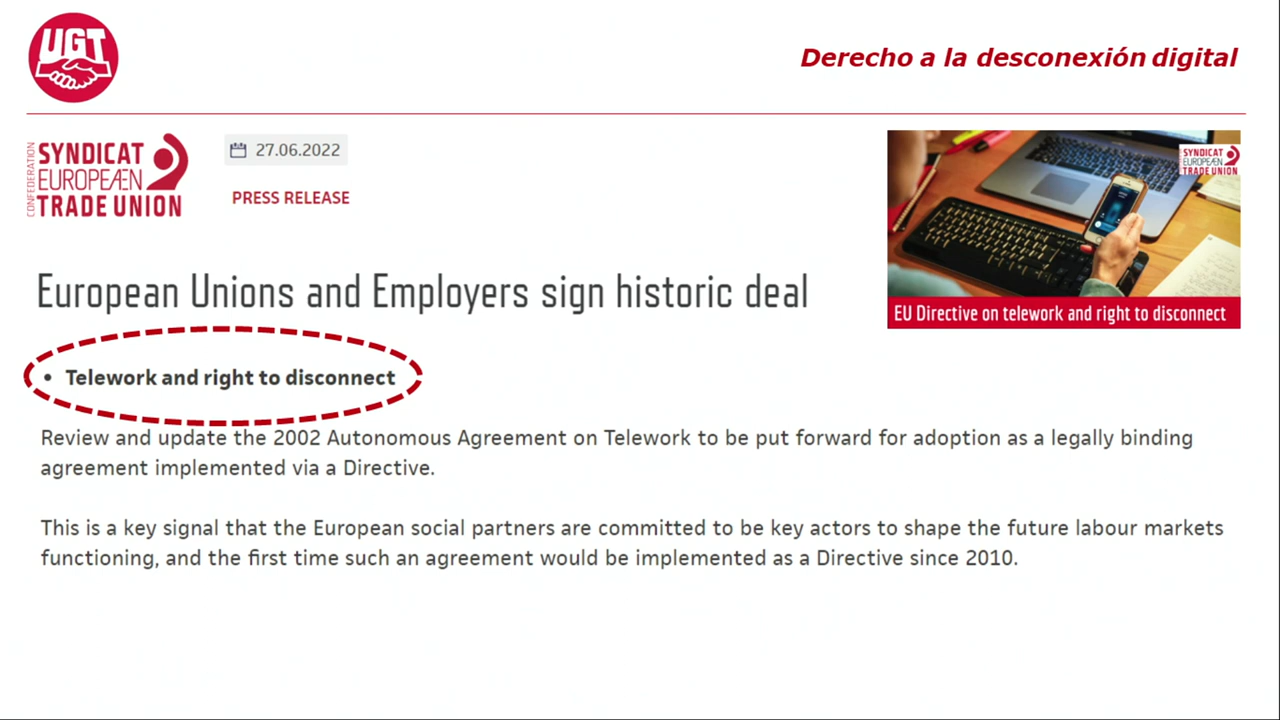 UGT
Derecho a la desconexión digital
CONFEDERATION
SYNDICAT
EUROPEÆN
TRADE UNION
27.06.2022
PRESS RELEASE
SYNDICAT
EUROPEÆN
TRADE UNION
EU Directive on telework and right to disconnect
European Unions and Employers sign historic deal
• Telework and right to disconnect
Review and update the 2002 Autonomous Agreement on Telework to be put forward for adoption as a legally binding
agreement implemented via a Directive.
This is a key signal that the European social partners are committed to be key actors to shape the future labour markets
functioning, and the first time such an agreement would be implemented as a Directive since 2010.